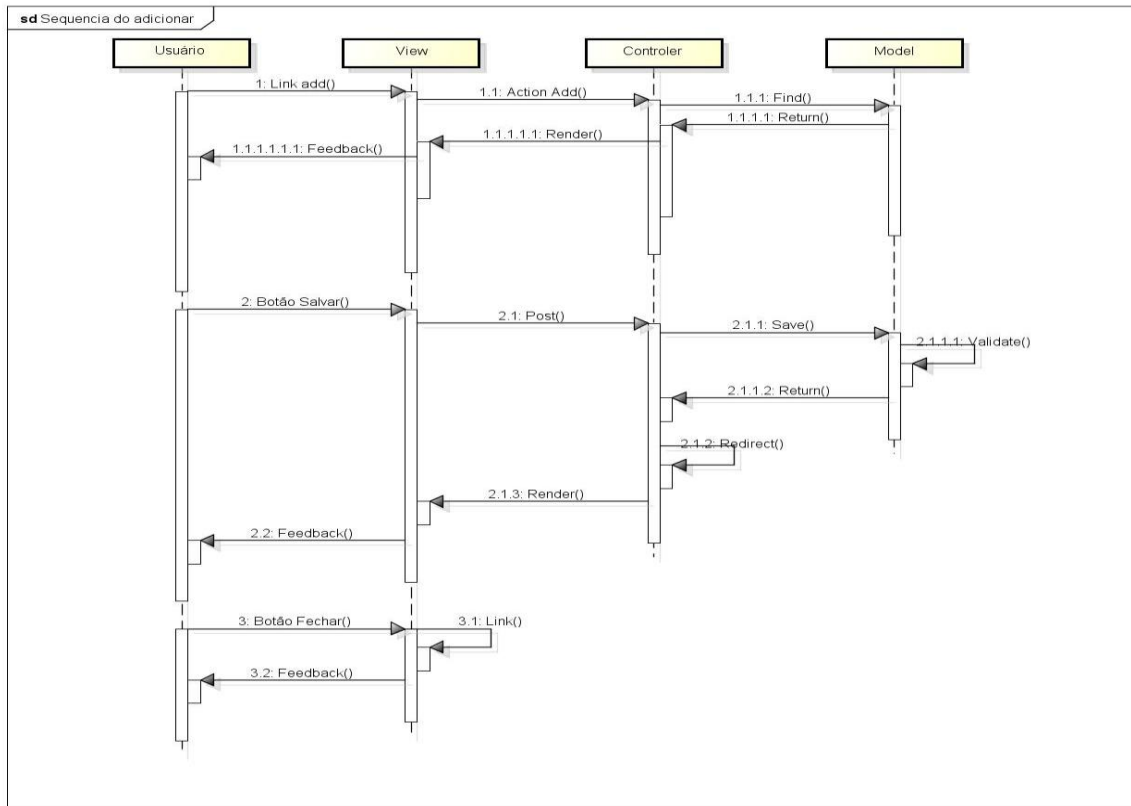 sd Sequencia do adicionar
Usuário
View
Controler
Model
1: Link add()
1.1: Action Add()
1.1.1: Find()
1.1.1.1: Return()
1.1.1.1.1: Render()
1.1.1.1.1.1: Feedback()
2: Botão Salvar()
2.1: Post()
2.1.1: Save()
2.1.1.1: Validate()
2.1.1.2: Return()
2.1.2: Redirect()
2.1.3: Render()
2.2: Feedback()
3: Botão Fechar()
3.1: Link()
3.2: Feedback()